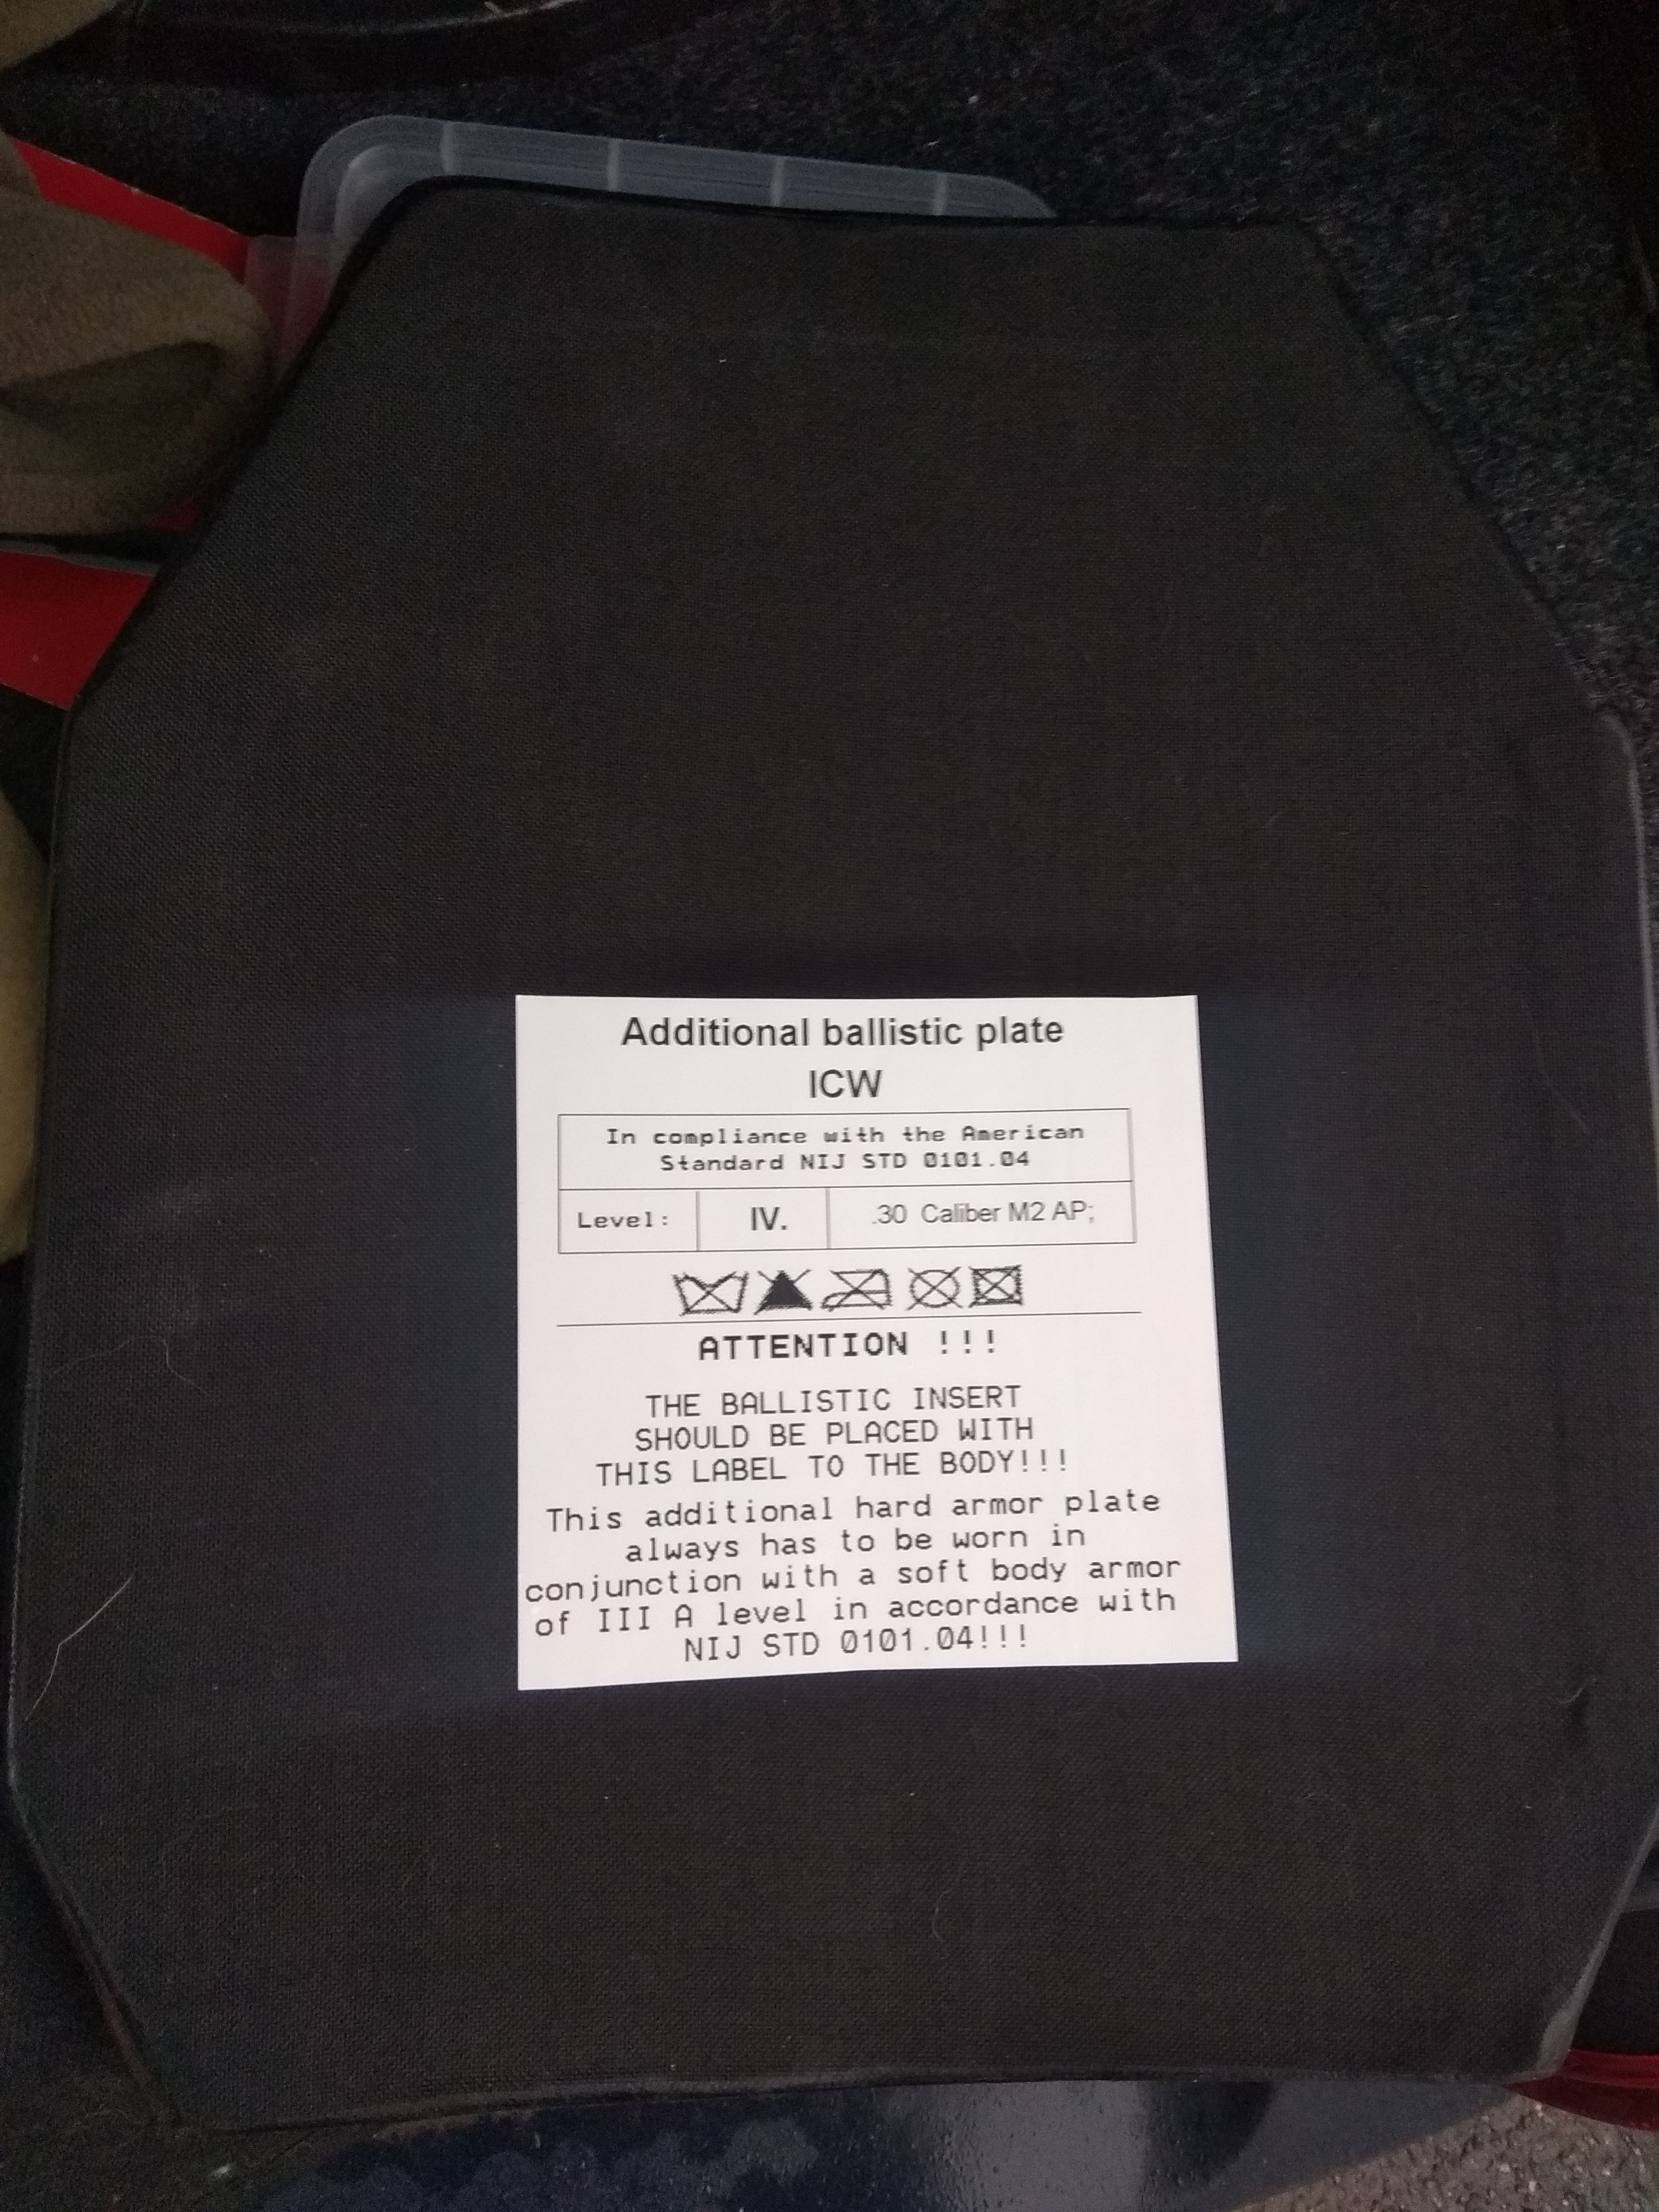 Additional ballistic plate
ICW
In compliance with the American
Standard NIJ STD 0101.04
Level: IV. .30 Caliber M2 AP;
ATTENTION !!!
THE BALLISTIC INSERT
SHOULD BE PLACED WITH
THIS LABEL TO THE BODY!!!
This additional hard armor plate
always has to be worn in
conjunction with a soft body armor
of III A level in accordance with
NIJ STD 0101.04!!!